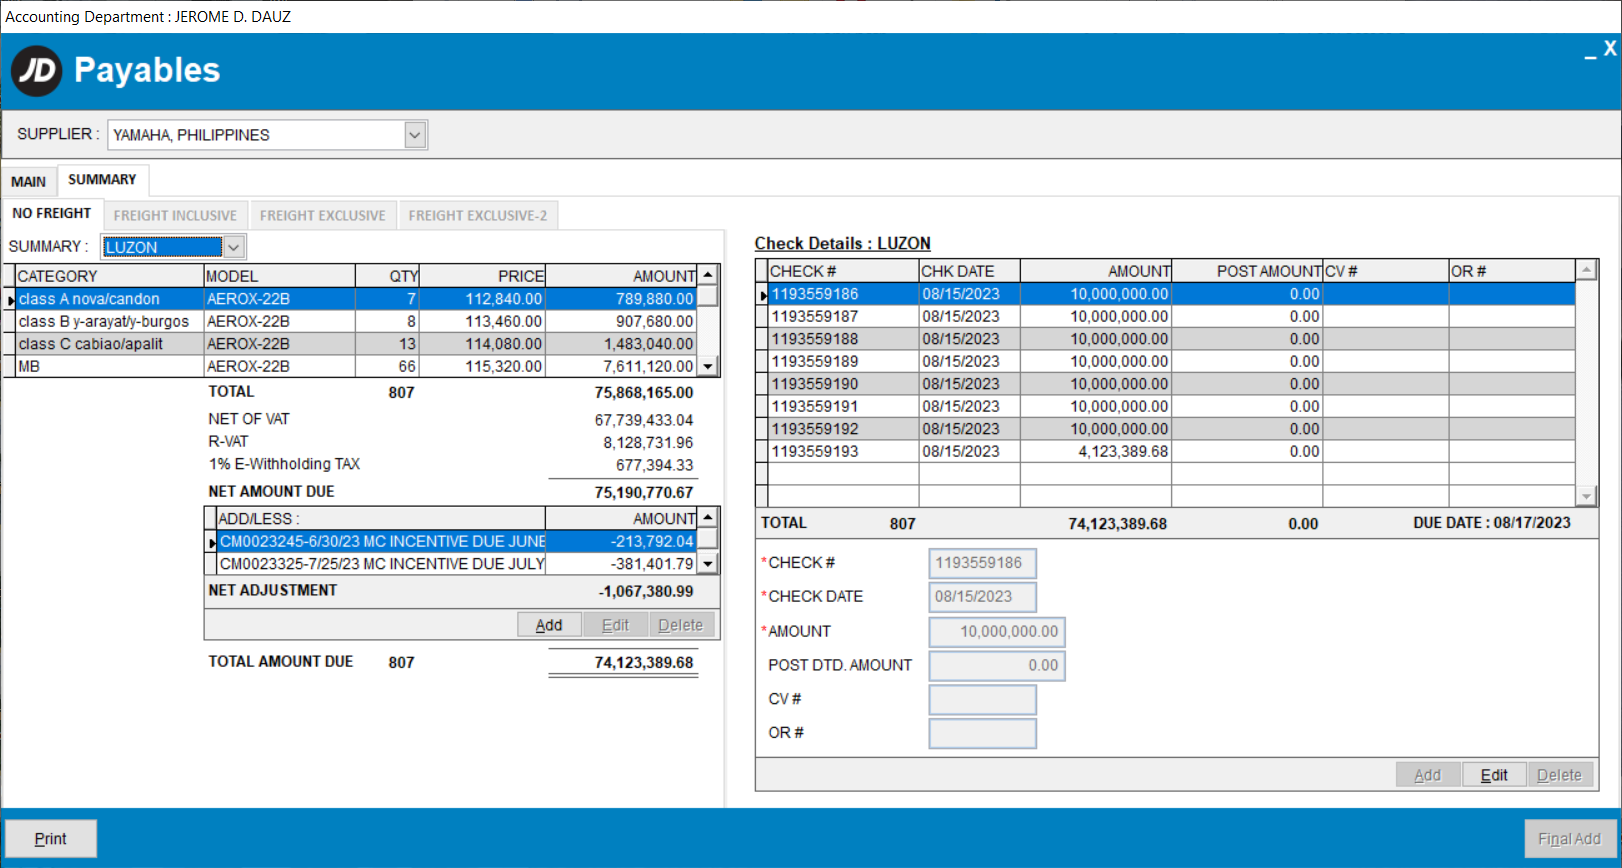 Accounting Department : JEROME D. DAUZ
_ X
JD Payables
SUPPLIER : YAMAHA, PHILIPPINES
MAIN SUMMARY
NO FREIGHT FREIGHT INCLUSIVE FREIGHT EXCLUSIVE FREIGHT EXCLUSIVE-2
SUMMARY : LUZON
CATEGORY MODEL QTY PRICE AMOUNT
class A nova/candon AEROX-22B 7 112,840.00 789,880.00
class B y-arayat/y-burgos AEROX-22B 8 113,460.00 907,680.00
class C cabiao/apalit AEROX-22B 13 114,080.00 1,483,040.00
MB AEROX-22B 66 115,320.00 7,611,120.00
TOTAL 807 75,868,165.00
NET OF VAT 67,739,433.04
R-VAT 8,128,731.96
1% E-Withholding TAX 677,394.33
NET AMOUNT DUE 75,190,770.67
ADD/LESS : AMOUNT
CM0023245-6/30/23 MC INCENTIVE DUE JUNE -213,792.04
CM0023325-7/25/23 MC INCENTIVE DUE JULY -381,401.79
NET ADJUSTMENT -1,067,380.99
Add Edit Delete
TOTAL AMOUNT DUE 807 74,123,389.68
Check Details : LUZON
CHECK # CHK DATE AMOUNT POST AMOUNT CV # OR #
1193559186 08/15/2023 10,000,000.00 0.00
1193559187 08/15/2023 10,000,000.00 0.00
1193559188 08/15/2023 10,000,000.00 0.00
1193559189 08/15/2023 10,000,000.00 0.00
1193559190 08/15/2023 10,000,000.00 0.00
1193559191 08/15/2023 10,000,000.00 0.00
1193559192 08/15/2023 10,000,000.00 0.00
1193559193 08/15/2023 4,123,389.68 0.00
TOTAL 807 74,123,389.68 0.00 DUE DATE : 08/17/2023
*CHECK # 1193559186
*CHECK DATE 08/15/2023
*AMOUNT 10,000,000.00
POST DTD. AMOUNT 0.00
CV #
OR #
Add Edit Delete
Print Final Add